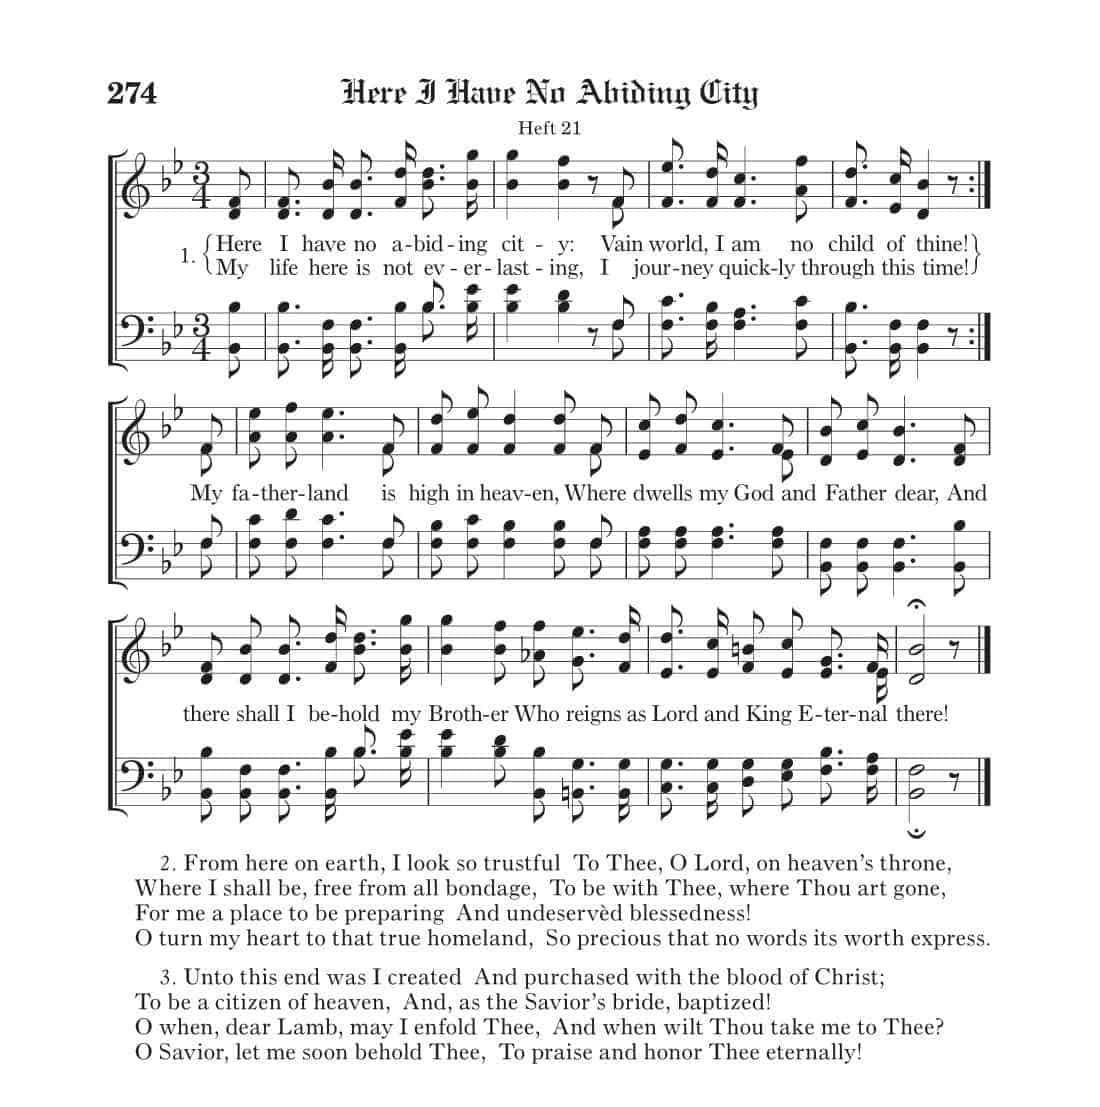 274 Here I Have No Abiding City
Heft 21
3
4
1. {Here I have no a-bid-ing cit - y: Vain world, I am no child of thine!}
My life here is not ev - er-last - ing, I jour-ney quick-ly through this time!
3
4
My fa-ther-land is high in heav-en, Where dwells my God and Father dear, And
there shall I be-hold my Broth-er Who reigns as Lord and King E-ter-nal there!
2. From here on earth, I look so trustful To Thee, O Lord, on heaven's throne,
Where I shall be, free from all bondage, To be with Thee, where Thou art gone,
For me a place to be preparing And undeservèd blessedness!
O turn my heart to that true homeland, So precious that no words its worth express.
3. Unto this end was I created And purchased with the blood of Christ;
To be a citizen of heaven, And, as the Savior's bride, baptized!
O when, dear Lamb, may I enfold Thee, And when wilt Thou take me to Thee?
O Savior, let me soon behold Thee, To praise and honor Thee eternally!